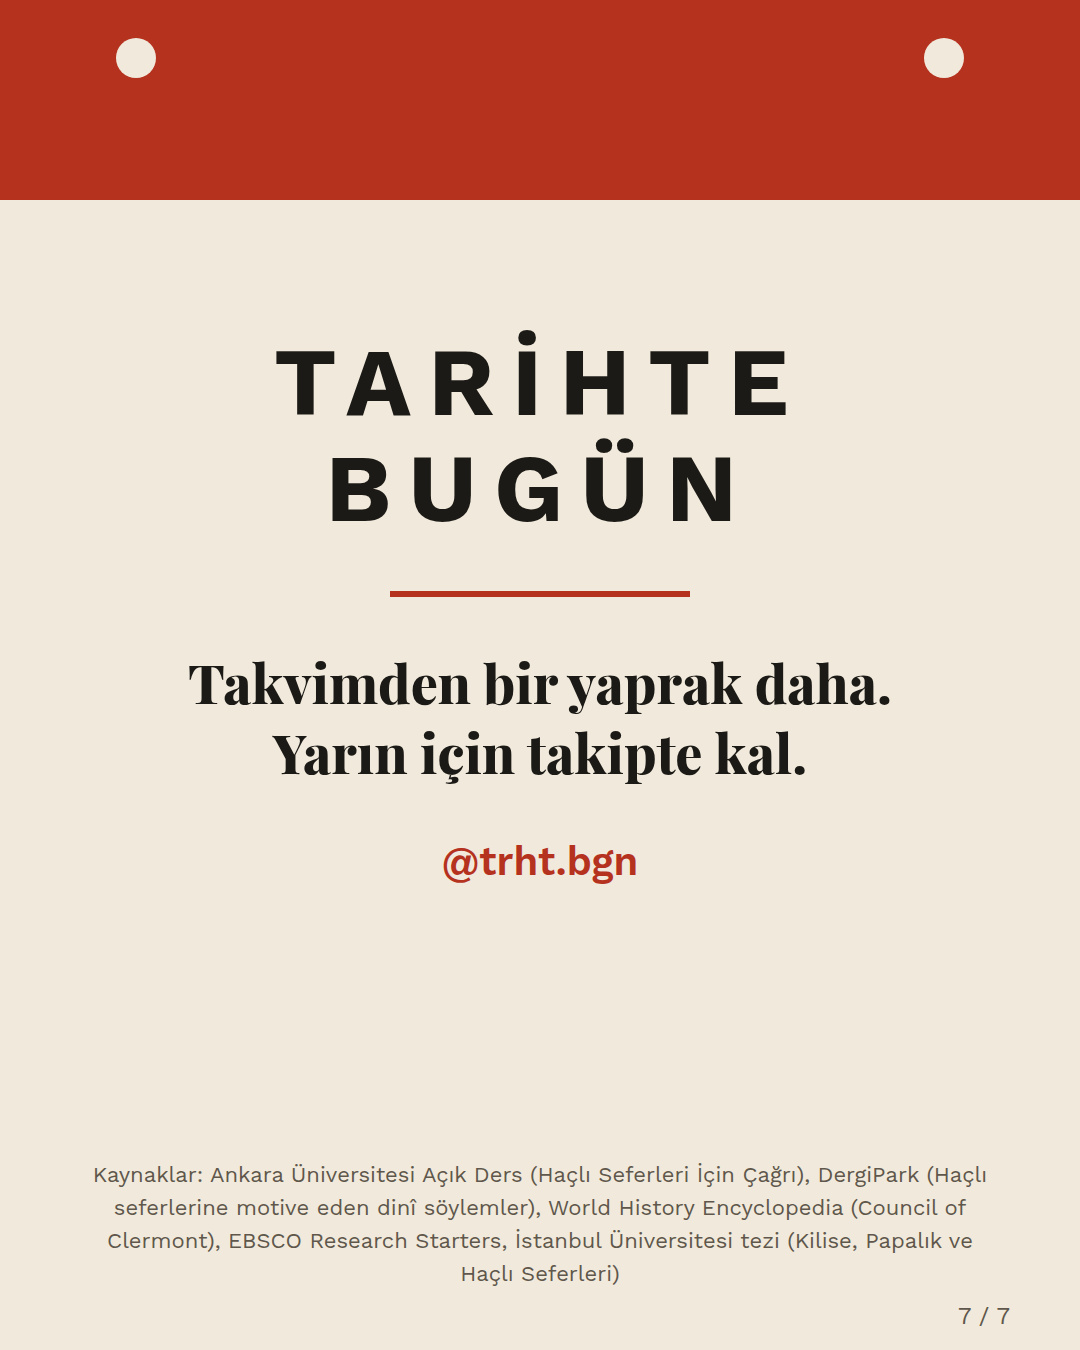 TARİHTE
BUGÜN
Takvimden bir yaprak daha.
Yarın için takipte kal.
@trht.bgn
Kaynaklar: Ankara Üniversitesi Açık Ders (Haçlı Seferleri İçin Çağrı), DergiPark (Haçlı
seferlerine motive eden dinî söylemler), World History Encyclopedia (Council of
Clermont), EBSCO Research Starters, İstanbul Üniversitesi tezi (Kilise, Papalık ve
Haçlı Seferleri)
7 / 7